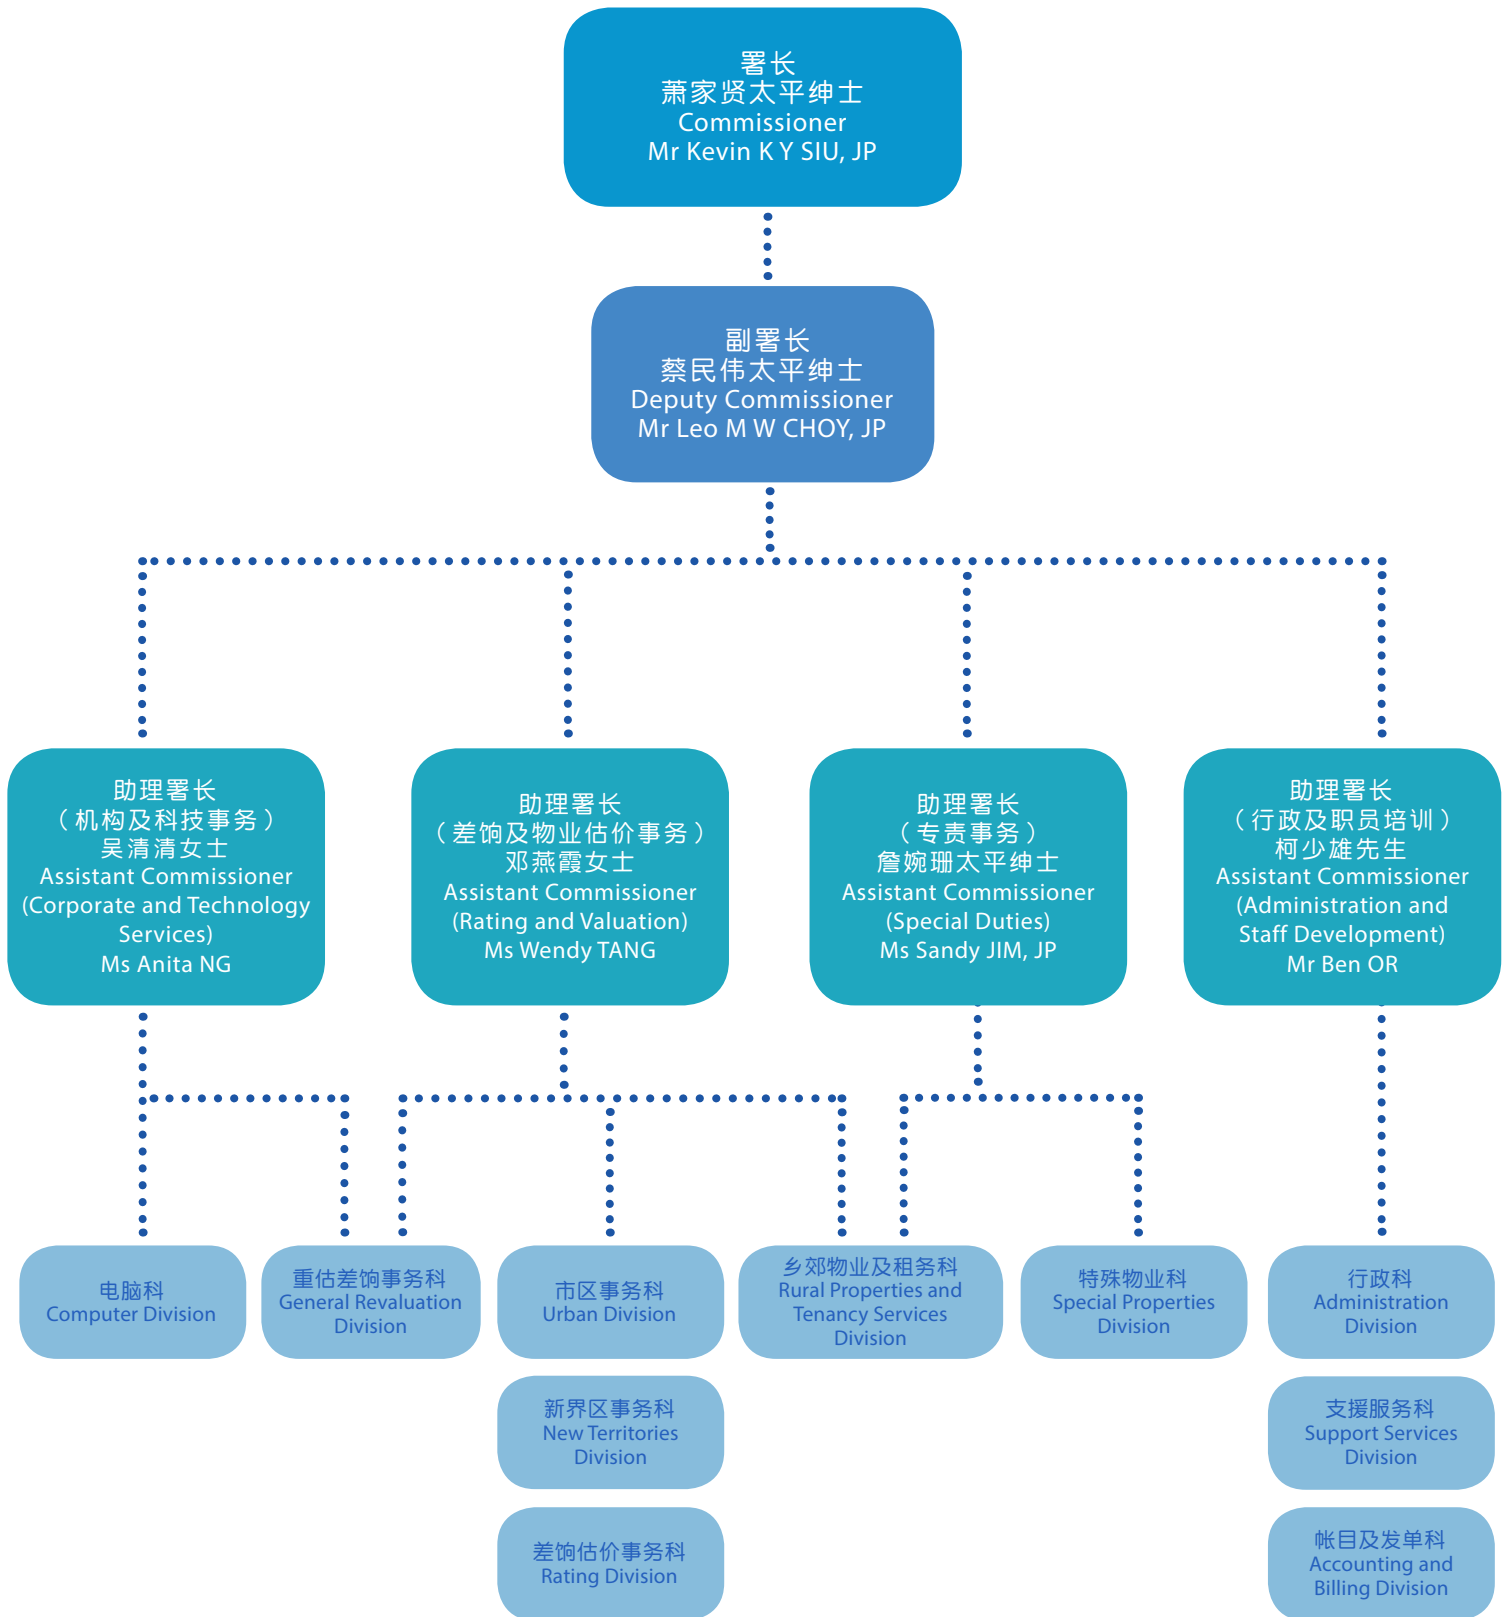 署长
萧家贤太平绅士
Commissioner
Mr Kevin K Y SIU, JP
副署长
蔡民伟太平绅士
Deputy Commissioner
Mr Leo M W CHOY, JP
助理署长
（机构及科技事务）
吴清清女士
Assistant Commissioner
(Corporate and Technology
Services)
Ms Anita NG
助理署长
（差饷及物业估价事务）
邓燕霞女士
Assistant Commissioner
(Rating and Valuation)
Ms Wendy TANG
助理署长
（专责事务）
詹婉珊太平绅士
Assistant Commissioner
(Special Duties)
Ms Sandy JIM, JP
助理署长
（行政及职员培训）
柯少雄先生
Assistant Commissioner
(Administration and
Staff Development)
Mr Ben OR
电脑科
Computer Division
重估差饷事务科
General Revaluation
Division
市区事务科
Urban Division
乡郊物业及租务科
Rural Properties and
Tenancy Services
Division
特殊物业科
Special Properties
Division
行政科
Administration
Division
新界区事务科
New Territories
Division
支援服务科
Support Services
Division
差饷估价事务科
Rating Division
帐目及发单科
Accounting and
Billing Division